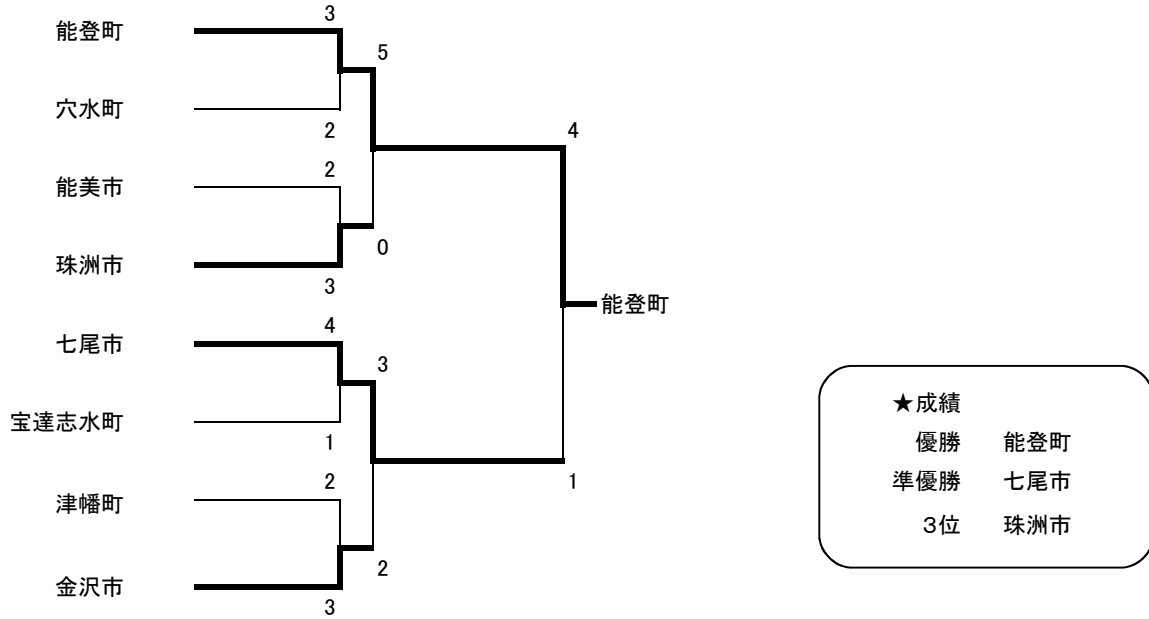 3
能登町
5
穴水町
2
4
能美市
2
0
珠洲市
3
能登町
七尾市
4
3
宝達志水町
1
津幡町
2
1
2
金沢市
3
★成績
優勝 能登町
準優勝 七尾市
3位 珠洲市